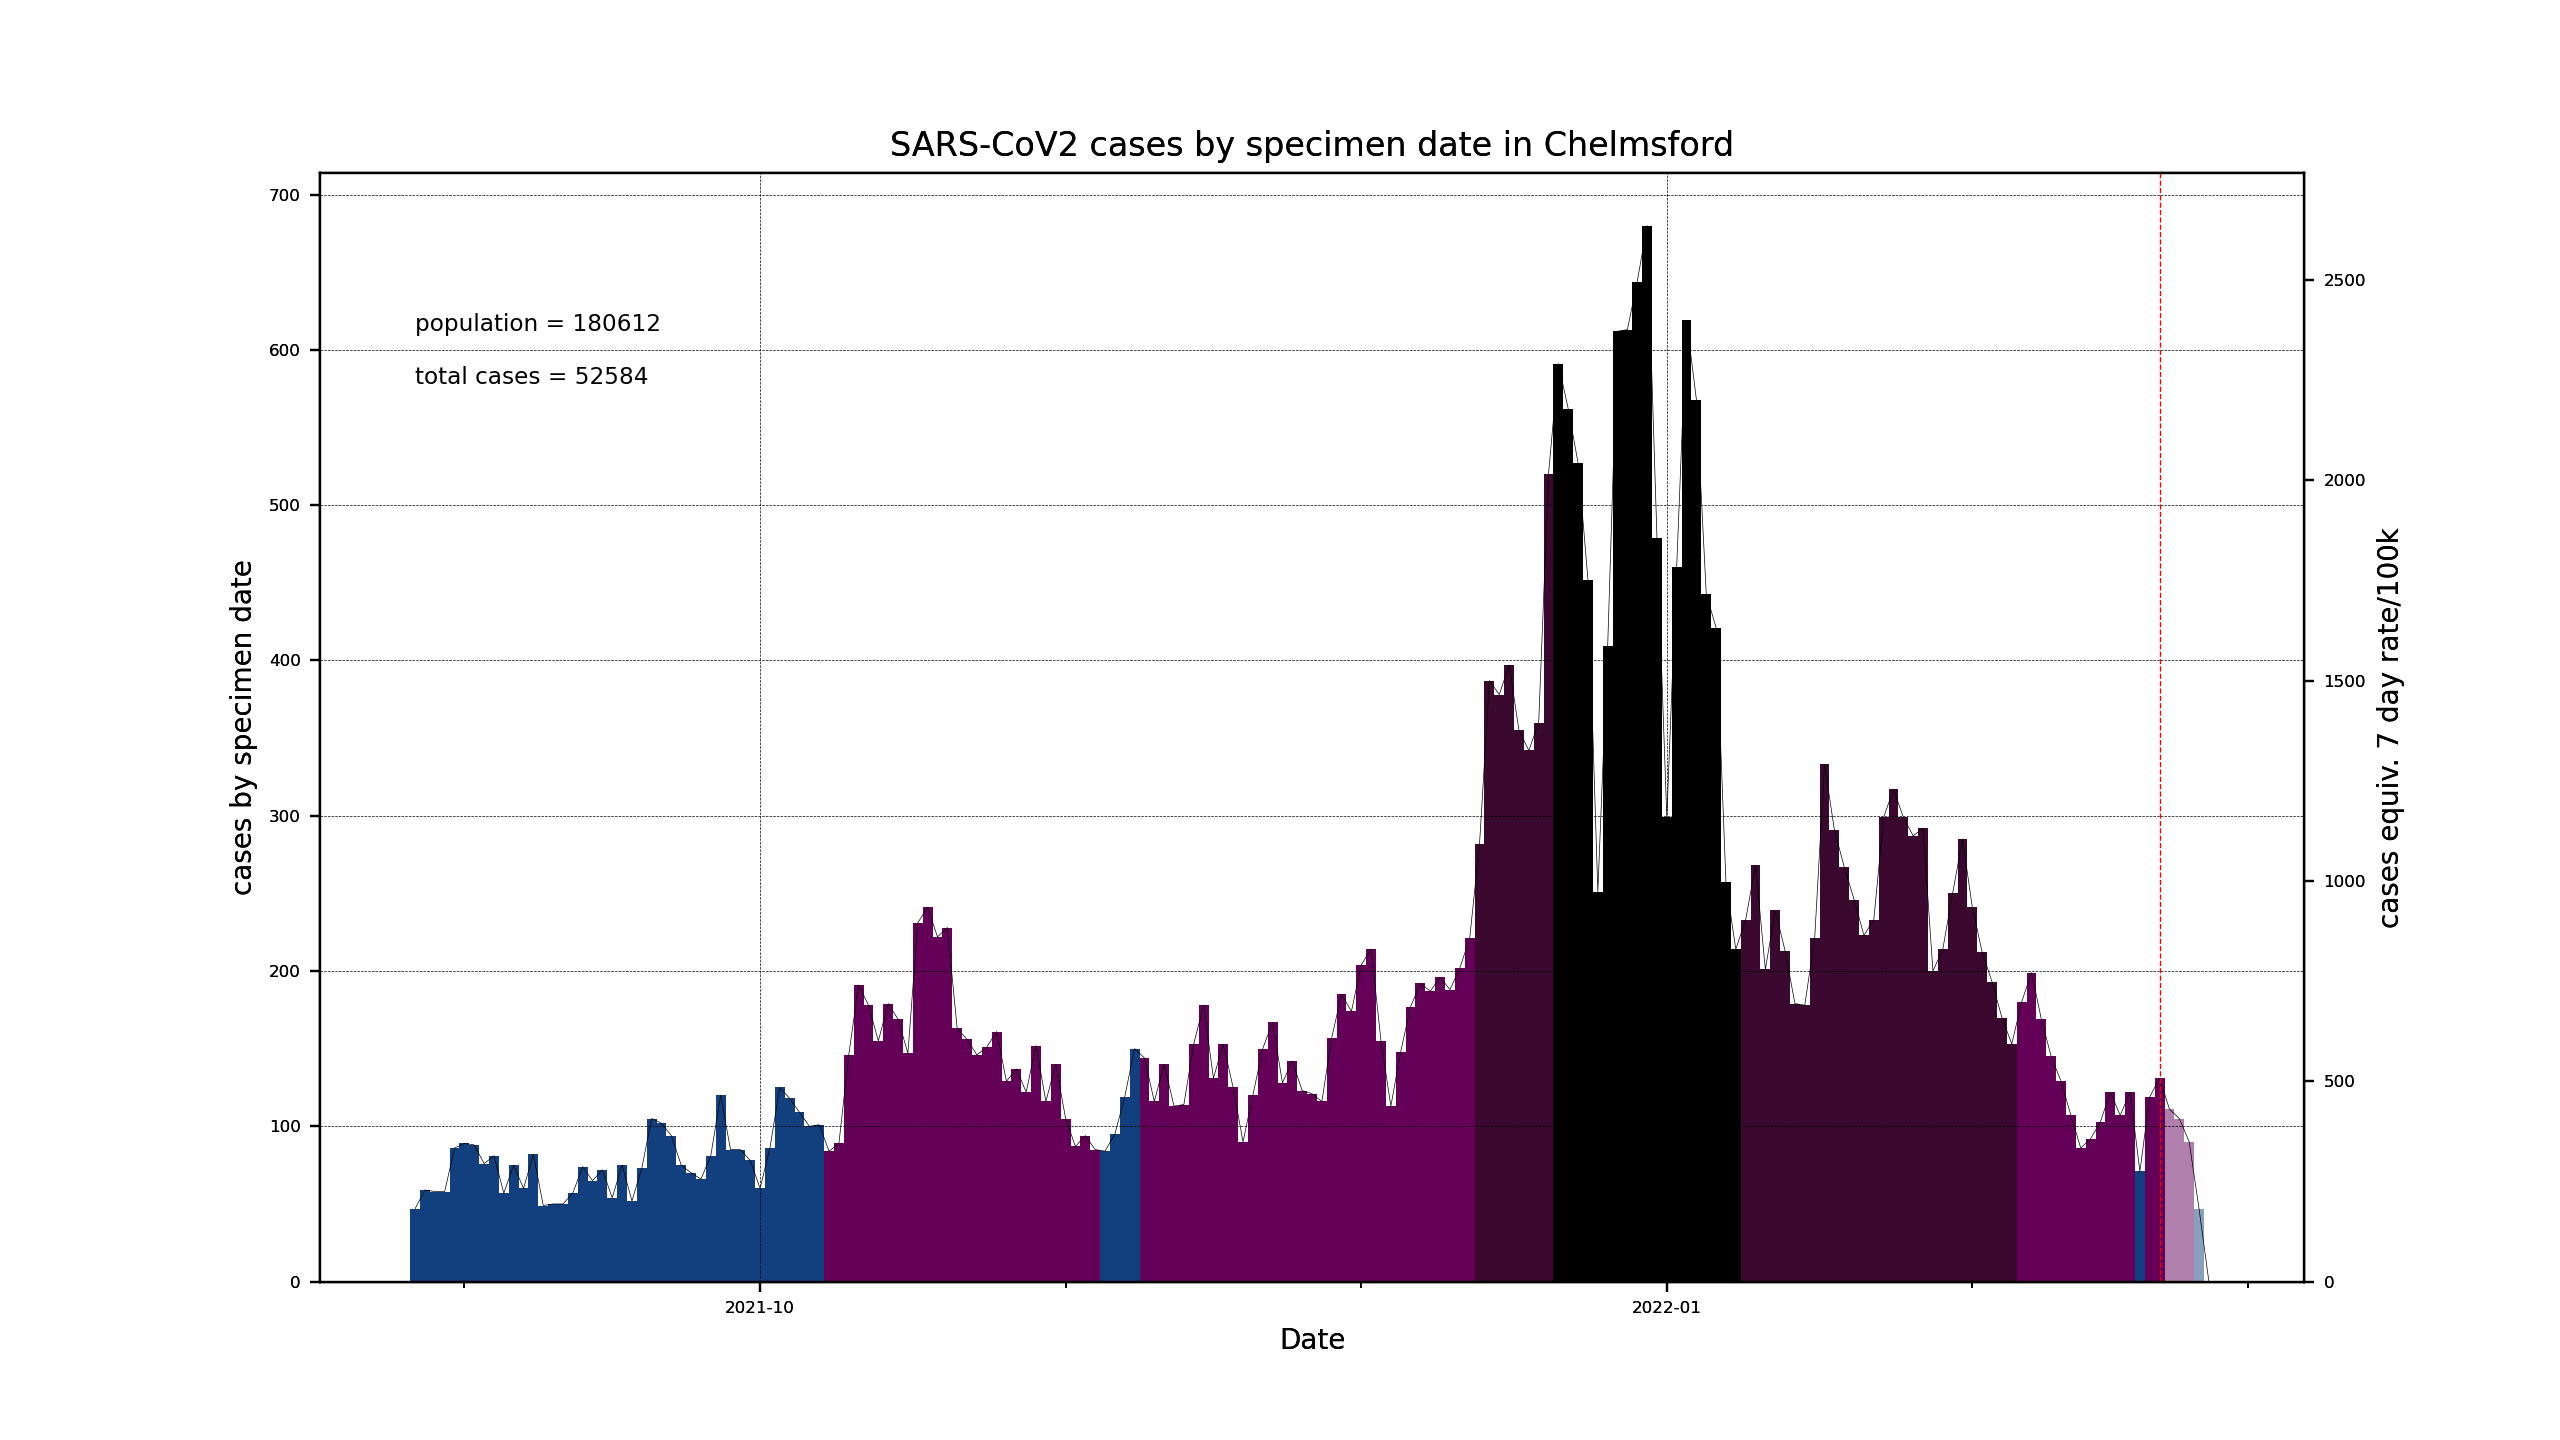 SARS-CoV2 cases by specimen date in Chelmsford
population = 180612
total cases = 52584
cases by specimen date
700
600
500
400
300
200
100
0
2500
2000
1500
1000
500
0
cases equiv. 7 day rate/100k
2021-10
2022-01
Date